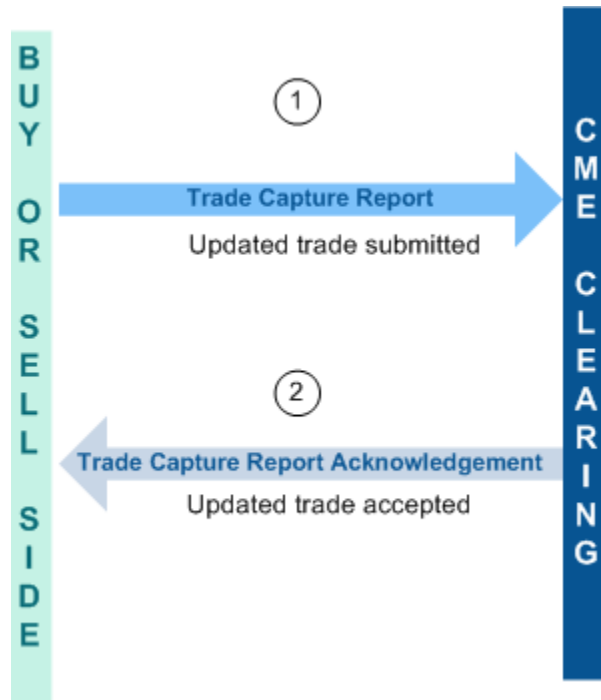 BUY OR SELL SIDE
1
Trade Capture Report
Updated trade submitted
2
Trade Capture Report Acknowledgement
Updated trade accepted
CME CLEARING